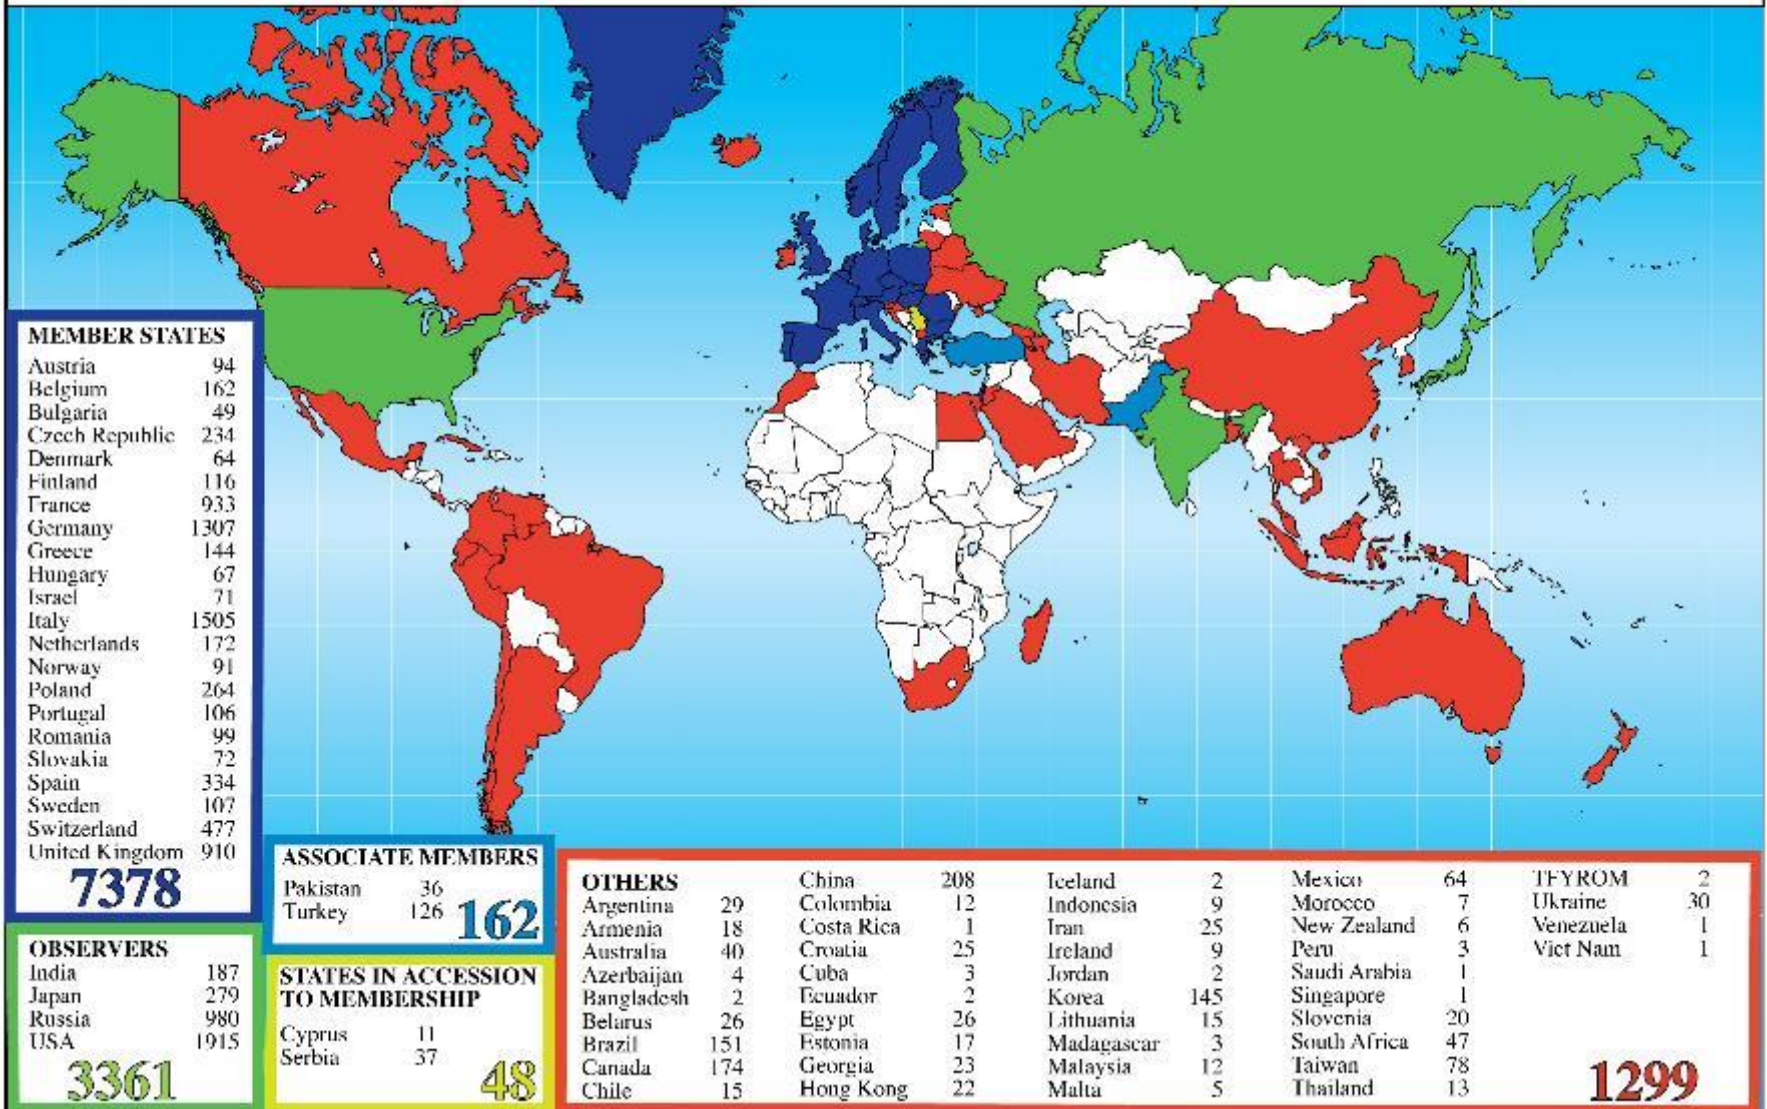 MEMBER STATES
Austria 94
Belgium 162
Bulgaria 49
Czech Republic 234
Denmark 64
Finland 116
France 933
Germany 1307
Greece 144
Hungary 67
Israel 71
Italy 1505
Netherlands 172
Norway 91
Poland 264
Portugal 106
Romania 99
Slovakia 72
Spain 334
Sweden 107
Switzerland 477
United Kingdom 910
7378
OBSERVERS
India 187
Japan 279
Russia 980
USA 1915
3361
ASSOCIATE MEMBERS
Pakistan 36
Turkey 126
162
STATES IN ACCESSION
TO MEMBERSHIP
Cyprus 11
Serbia 37
48
OTHERS
Argentina 29
Armenia 18
Australia 40
Azerbaijan 4
Bangladesh 2
Belarus 26
Brazil 151
Canada 174
Chile 15
China 208
Colombia 12
Costa Rica 1
Croatia 25
Cuba 3
Ecuador 2
Egypt 26
Estonia 17
Georgia 23
Hong Kong 22
Iceland 2
Indonesia 9
Iran 25
Ireland 9
Jordan 2
Korea 145
Lithuania 15
Madagascar 3
Malaysia 12
Malta 5
Mexico 64
Morocco 7
New Zealand 6
Peru 3
Saudi Arabia 1
Singapore 1
Slovenia 20
South Africa 47
Taiwan 78
Thailand 13
TFYROM 2
Ukraine 30
Venezuela 1
Viet Nam 1
1299